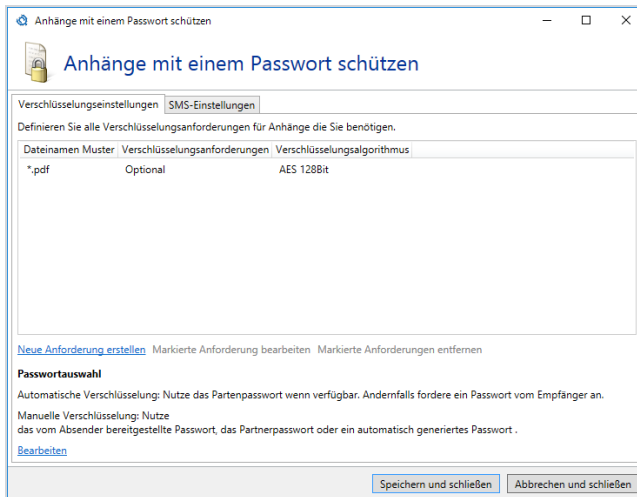 Anhänge mit einem Passwort schützen
Anhänge mit einem Passwort schützen
Verschlüsselungseinstellungen SMS-Einstellungen
Definieren Sie alle Verschlüsselungsanforderungen für Anhänge die Sie benötigen.
Dateinamen Muster Verschlüsselungsanforderungen Verschlüsselungsalgorithmus
*.pdf Optional AES 128Bit
Neue Anforderung erstellen Markierte Anforderung bearbeiten Markierte Anforderungen entfernen
Passwortauswahl
Automatische Verschlüsselung: Nutze das Partenpasswort wenn verfügbar. Andernfalls fordere ein Passwort vom Empfänger an.
Manuelle Verschlüsselung: Nutze
das vom Absender bereitgestellte Passwort, das Partnerpasswort oder ein automatisch generiertes Passwort .
Bearbeiten
Speichern und schließen Abbrechen und schließen